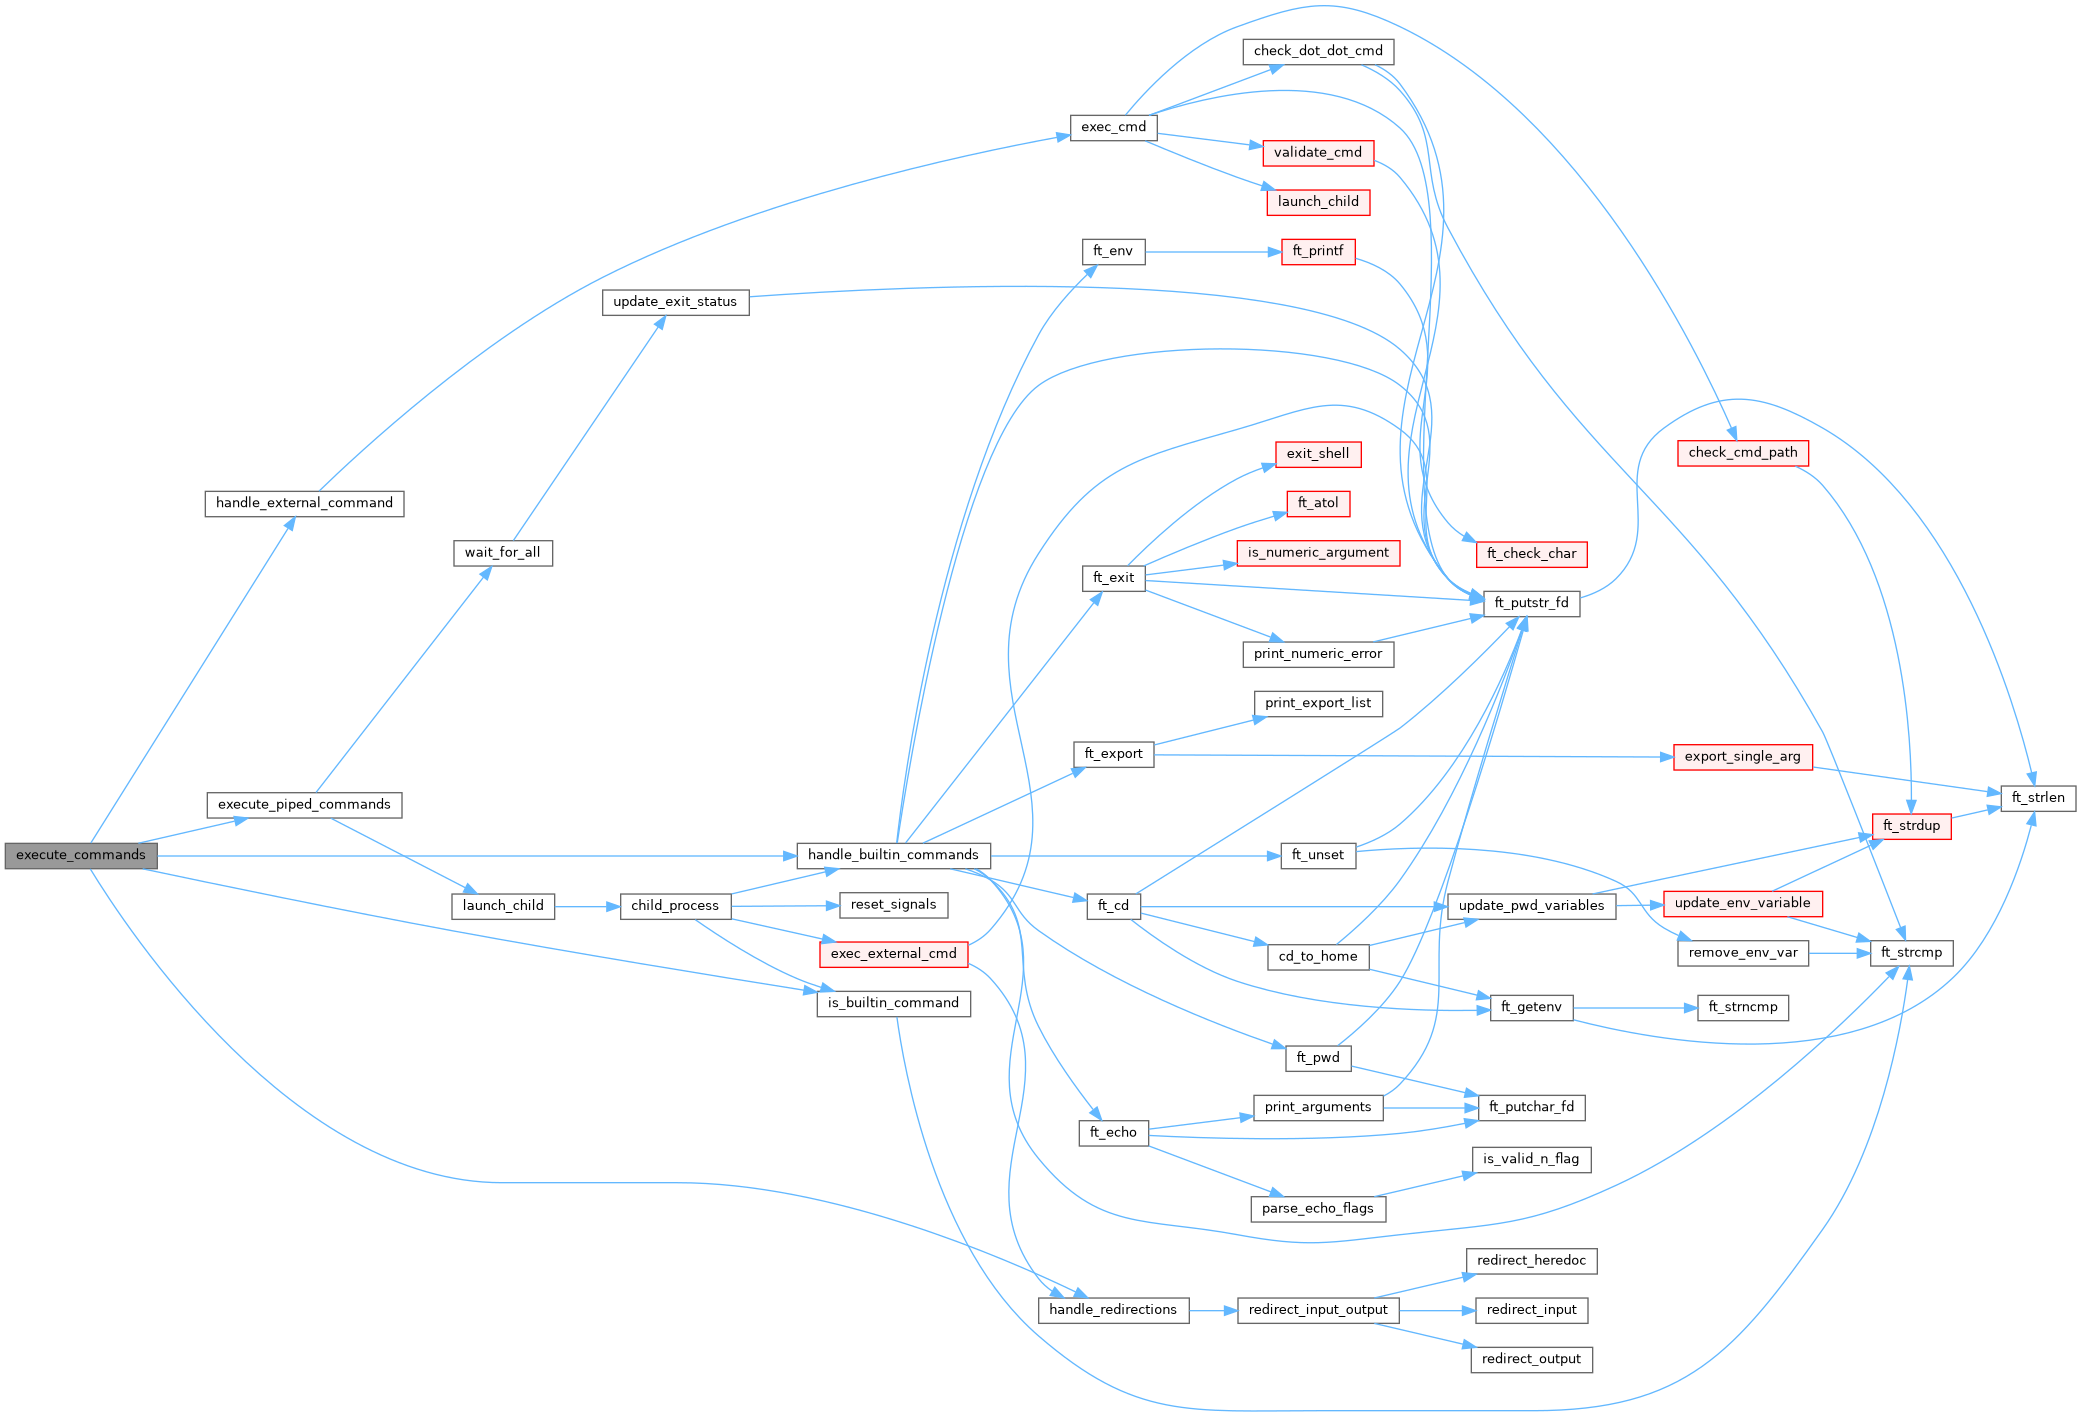 check_dot_dot_cmd
exec_cmd
validate_cmd
launch_child
ft_env
ft_printf
update_exit_status
exit_shell
check_cmd_path
handle_external_command
ft_atol
wait_for_all
is_numeric_argument
ft_check_char
ft_exit
ft_putstr_fd
print_numeric_error
print_export_list
ft_export
export_single_arg
execute_piped_commands
ft_strlen
ft_strdup
execute_commands
handle_builtin_commands
ft_unset
launch_child
child_process
reset_signals
ft_cd
update_pwd_variables
update_env_variable
exec_external_cmd
cd_to_home
remove_env_var
ft_strcmp
is_builtin_command
ft_getenv
ft_strncmp
ft_pwd
print_arguments
ft_putchar_fd
ft_echo
is_valid_n_flag
parse_echo_flags
redirect_heredoc
handle_redirections
redirect_input_output
redirect_input
redirect_output